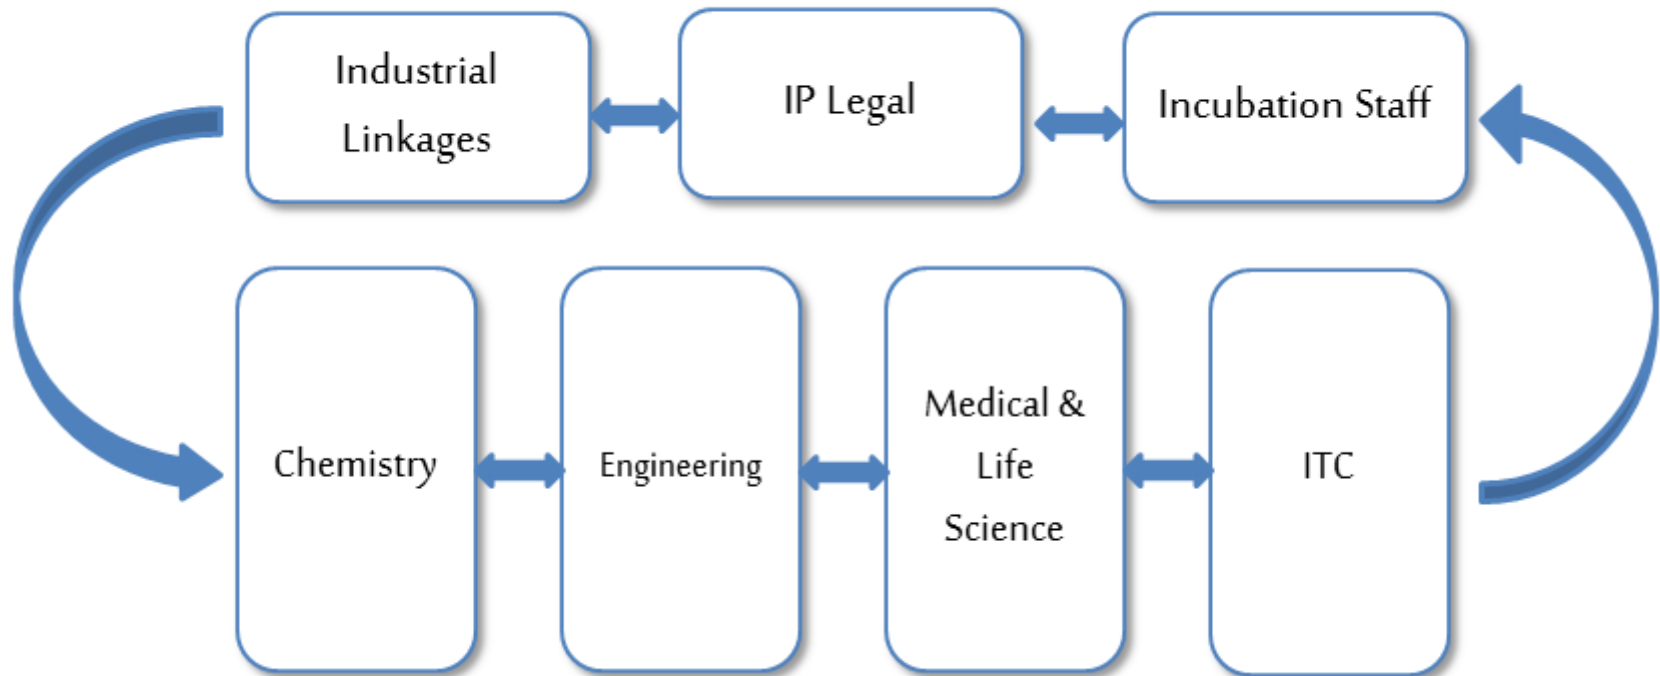 Industrial
Linkages
IP Legal
Incubation Staff
Chemistry
Engineering
Medical &
Life
Science
ITC